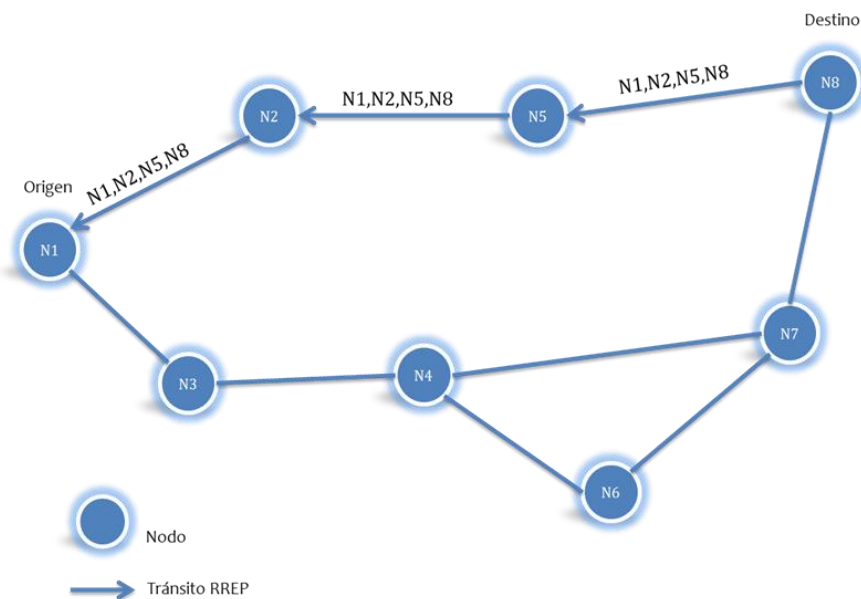 Destino
N8
N1,N2,N5,N8
N1,N2,N5,N8
N2
N5
N1,N2,N5,N8
Origen
N1
N7
N4
N3
N6
Nodo
Tránsito RREP